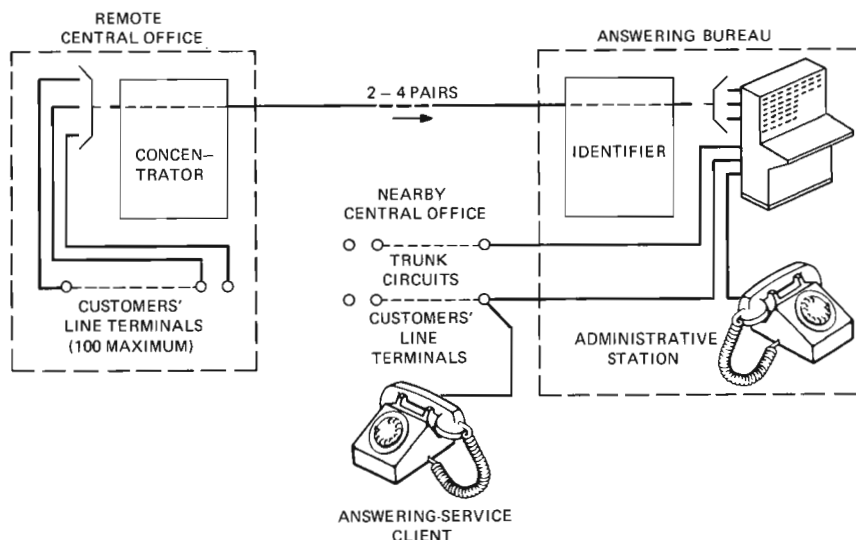 REMOTE
CENTRAL OFFICE
ANSWERING BUREAU
2 – 4 PAIRS
CONCEN-
TRATOR
IDENTIFIER
NEARBY
CENTRAL OFFICE
TRUNK
CIRCUITS
CUSTOMERS'
LINE TERMINALS
(100 MAXIMUM)
CUSTOMERS'
LINE
TERMINALS
ADMINISTRATIVE
STATION
ANSWERING-SERVICE
CLIENT